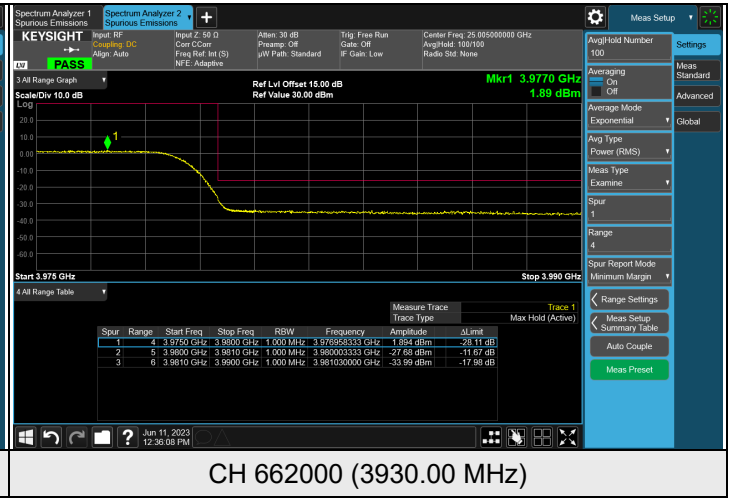 Spectrum Analyzer 1
Spurious Emissions
Spectrum Analyzer 2
Spurious Emissions
+
Meas Setup
KEYSIGHT
LXI
PASS
Input: RF
Coupling: DC
Align: Auto
Input Z: 50 Ω
Corr CCorr
Freq Ref: Int (S)
NFE: Adaptive
Atten: 30 dB
Preamp: Off
µW Path: Standard
Trig: Free Run
Gate: Off
IF Gain: Low
Center Freq: 25.005000000 GHz
Avg|Hold: 100/100
Radio Std: None
3 All Range Graph
Scale/Div 10.0 dB
Ref Lvl Offset 15.00 dB
Ref Value 30.00 dBm
Mkr1 3.9770 GHz
1.89 dBm
Log
20.0
10.0
0.00
-10.0
-20.0
-30.0
-40.0
-50.0
-60.0
1
Start 3.975 GHz
Stop 3.990 GHz
4 All Range Table
Measure Trace Trace 1
Trace Type Max Hold (Active)
Spur Range Start Freq Stop Freq RBW Frequency Amplitude ΔLimit
1 4 3.9750 GHz 3.9800 GHz 1.000 MHz 3.976958333 GHz 1.894 dBm -28.11 dB
2 5 3.9800 GHz 3.9810 GHz 1.000 MHz 3.980003333 GHz -27.68 dBm -11.67 dB
3 6 3.9810 GHz 3.9900 GHz 1.000 MHz 3.981030000 GHz -33.99 dBm -17.98 dB
Jun 11, 2023
12:36:08 PM
?
Avg|Hold Number
100
Averaging
On
Off
Average Mode
Exponential
Avg Type
Power (RMS)
Meas Type
Examine
Spur
1
Range
4
Spur Report Mode
Minimum Margin
Range Settings
Meas Setup
Summary Table
Auto Couple
Meas Preset
Settings
Meas
Standard
Advanced
Global
CH 662000 (3930.00 MHz)